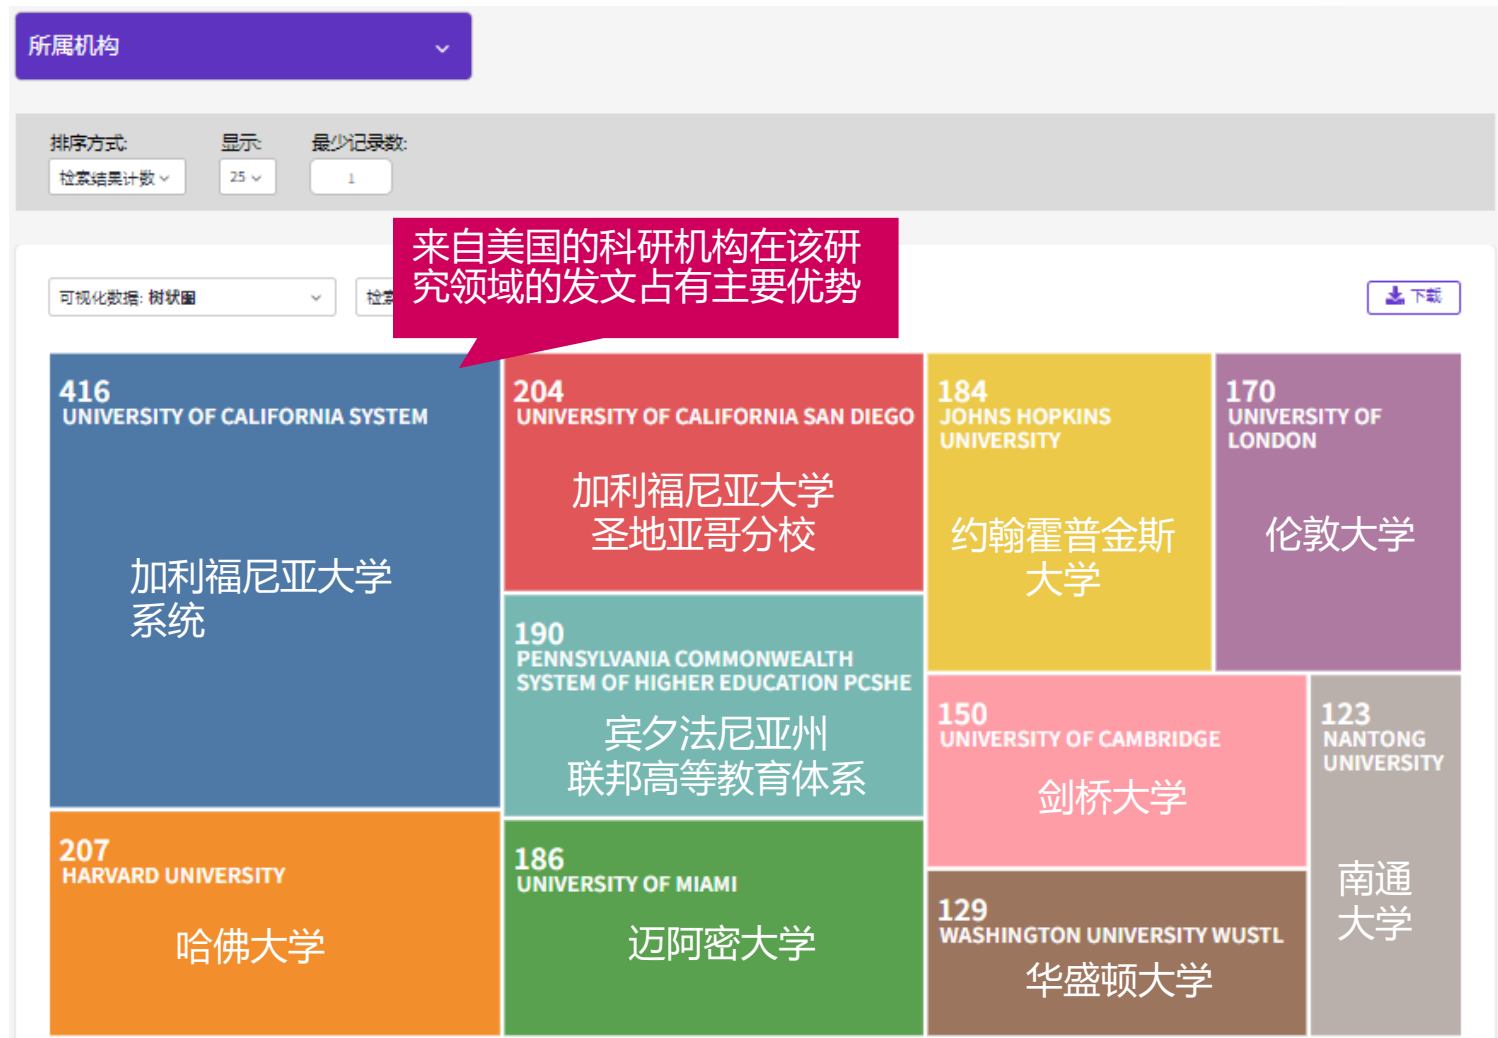 所属机构
排序方式:
显示:
最少记录数:
检索结果计数
25
1
来自美国的科研机构在该研
究领域的发文占有主要优势
可视化数据: 树状图
检索
下载
416
UNIVERSITY OF CALIFORNIA SYSTEM
加利福尼亚大学
系统
204
UNIVERSITY OF CALIFORNIA SAN DIEGO
加利福尼亚大学
圣地亚哥分校
184
JOHNS HOPKINS
UNIVERSITY
约翰霍普金斯
大学
170
UNIVERSITY OF
LONDON
伦敦大学
190
PENNSYLVANIA COMMONWEALTH
SYSTEM OF HIGHER EDUCATION PCSHE
宾夕法尼亚州
联邦高等教育体系
150
UNIVERSITY OF CAMBRIDGE
剑桥大学
123
NANTONG
UNIVERSITY
南通
大学
207
HARVARD UNIVERSITY
哈佛大学
186
UNIVERSITY OF MIAMI
迈阿密大学
129
WASHINGTON UNIVERSITY WUSTL
华盛顿大学